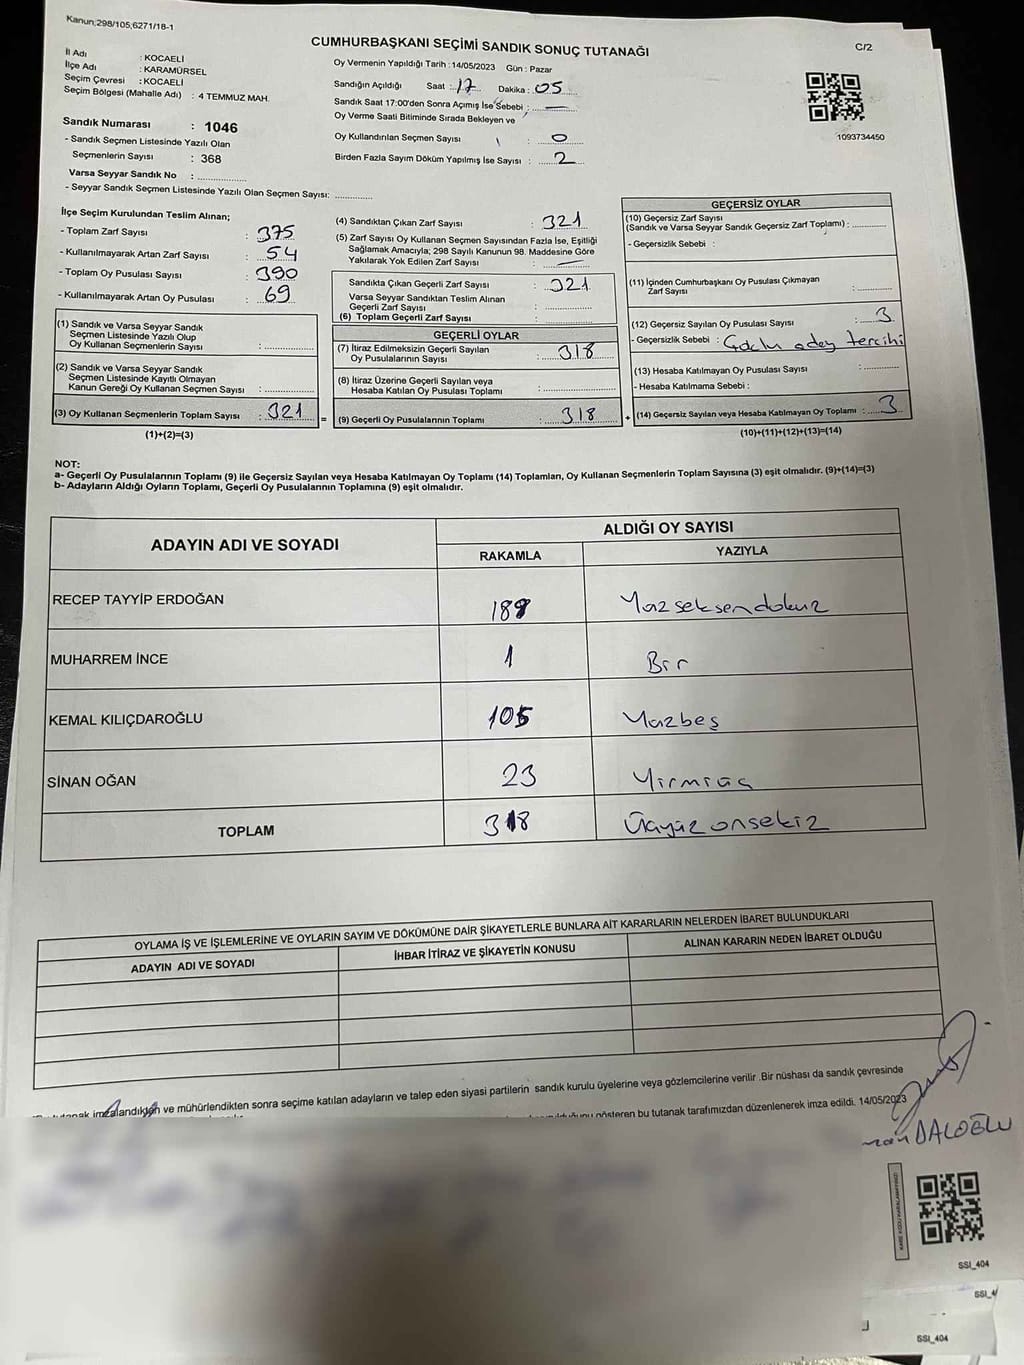 Kanun;298/105,6271/18-1
CUMHURBAŞKANI SEÇİMİ SANDIK SONUÇ TUTANAĞI
C/2
İl Adı : KOCAELİ
İlçe Adı : KARAMÜRSEL
Seçim Çevresi : KOCAELİ
Seçim Bölgesi (Mahalle Adı) : 4 TEMMUZ MAH.
Sandık Numarası : 1046
- Sandık Seçmen Listesinde Yazılı Olan
Seçmenlerin Sayısı : 368
Varsa Seyyar Sandık No : ..............
- Seyyar Sandık Seçmen Listesinde Yazılı Olan Seçmen Sayısı: ..............
Oy Vermenin Yapıldığı Tarih : 14/05/2023 Gün : Pazar
Sandığın Açıldığı Saat : 17 Dakika : 05
Sandık Saat 17:00'den Sonra Açımış İse Sebebi : —
Oy Verme Saati Bitiminde Sırada Bekleyen ve
Oy Kullandırılan Seçmen Sayısı : 0
Birden Fazla Sayım Döküm Yapılmış İse Sayısı : 2
1093734450
İlçe Seçim Kurulundan Teslim Alınan;
- Toplam Zarf Sayısı : 375
- Kullanılmayarak Artan Zarf Sayısı : 54
- Toplam Oy Pusulası Sayısı : 390
- Kullanılmayarak Artan Oy Pusulası : 69
(1) Sandık ve Varsa Seyyar Sandık
Seçmen Listesinde Yazılı Olup
Oy Kullanan Seçmenlerin Sayısı : ..............
(2) Sandık ve Varsa Seyyar Sandık
Seçmen Listesinde Kayıtlı Olmayan
Kanun Gereği Oy Kullanan Seçmen Sayısı : ..............
(3) Oy Kullanan Seçmenlerin Toplam Sayısı : 321 =
(1)+(2)=(3)
(4) Sandıktan Çıkan Zarf Sayısı : 321
(5) Zarf Sayısı Oy Kullanan Seçmen Sayısından Fazla İse, Eşitliği
Sağlamak Amacıyla; 298 Sayılı Kanunun 98. Maddesine Göre
Yakılarak Yok Edilen Zarf Sayısı : —
Sandıkta Çıkan Geçerli Zarf Sayısı : 321
Varsa Seyyar Sandıktan Teslim Alınan
Geçerli Zarf Sayısı : ..............
(6) Toplam Geçerli Zarf Sayısı : ..............
GEÇERLİ OYLAR
(7) İtiraz Edilmeksizin Geçerli Sayılan
Oy Pusulalarının Sayısı : 318
(8) İtiraz Üzerine Geçerli Sayılan veya
Hesaba Katılan Oy Pusulası Toplamı : ..............
(9) Geçerli Oy Pusulalarının Toplamı : 318 +
GEÇERSİZ OYLAR
(10) Geçersiz Zarf Sayısı
(Sandık ve Varsa Seyyar Sandık Geçersiz Zarf Toplamı) : ..............
- Geçersizlik Sebebi :
(11) İçinden Cumhurbaşkanı Oy Pusulası Çıkmayan
Zarf Sayısı : ..............
(12) Geçersiz Sayılan Oy Pusulası Sayısı : 3
- Geçersizlik Sebebi : aday tercihi
(13) Hesaba Katılmayan Oy Pusulası Sayısı : ..............
- Hesaba Katılmama Sebebi :
(14) Geçersiz Sayılan veya Hesaba Katılmayan Oy Toplamı : 3
(10)+(11)+(12)+(13)=(14)
NOT:
a- Geçerli Oy Pusulalarının Toplamı (9) ile Geçersiz Sayılan veya Hesaba Katılmayan Oy Toplamı (14) Toplamları, Oy Kullanan Seçmenlerin Toplam Sayısına (3) eşit olmalıdır. (9)+(14)=(3)
b- Adayların Aldığı Oyların Toplamı, Geçerli Oy Pusulalarının Toplamına (9) eşit olmalıdır.
ADAYIN ADI VE SOYADI
ALDIĞI OY SAYISI
RAKAMLA YAZIYLA
RECEP TAYYİP ERDOĞAN 189 Yüzseksendokuz
MUHARREM İNCE 1 Bir
KEMAL KILIÇDAROĞLU 105 Yüzbeş
SİNAN OĞAN 23 Yirmiüç
TOPLAM 318 Üçyüzonsekiz
OYLAMA İŞ VE İŞLEMLERİNE VE OYLARIN SAYIM VE DÖKÜMÜNE DAİR ŞİKAYETLERLE BUNLARA AİT KARARLARIN NELERDEN İBARET BULUNDUKLARI
ADAYIN ADI VE SOYADI
İHBAR İTİRAZ VE ŞİKAYETİN KONUSU
ALINAN KARARIN NEDEN İBARET OLDUĞU
tutanak imzalandıktan ve mühürlendikten sonra seçime katılan adayların ve talep eden siyasi partilerin sandık kurulu üyelerine veya gözlemcilerine verilir .Bir nüshası da sandık çevresinde
gösteren bu tutanak tarafımızdan düzenlenerek imza edildi. 14/05/2023
DALOĞLU
SSI_404
SSI_4
SSI_404